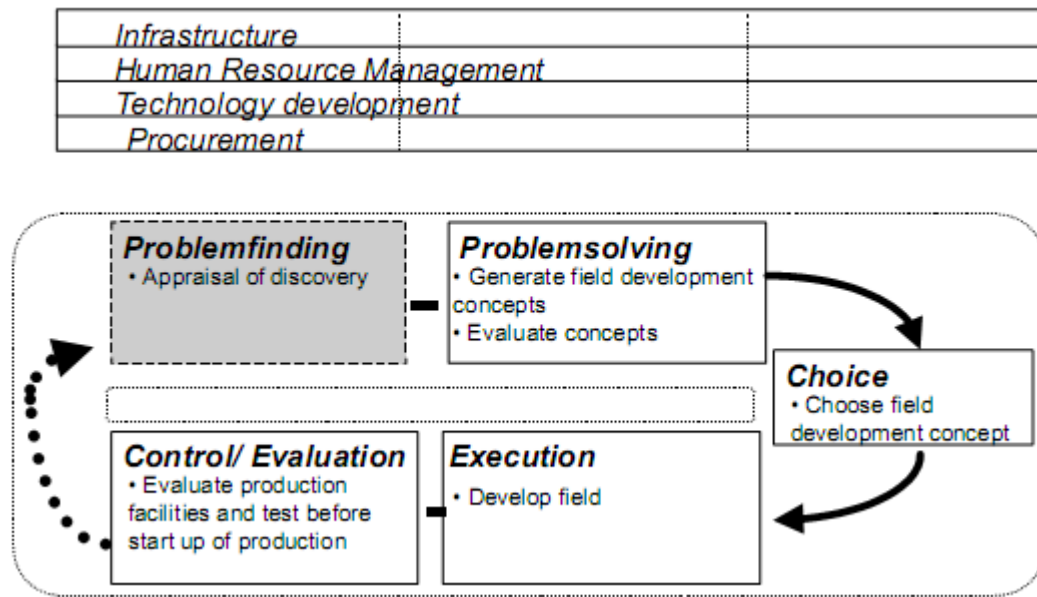 Infrastructure
Human Resource Management
Technology development
Procurement
Problemfinding
• Appraisal of discovery
Problemsolving
• Generate field development
concepts
• Evaluate concepts
Choice
• Choose field
development concept
Control/ Evaluation
• Evaluate production
facilities and test before
start up of production
Execution
• Develop field